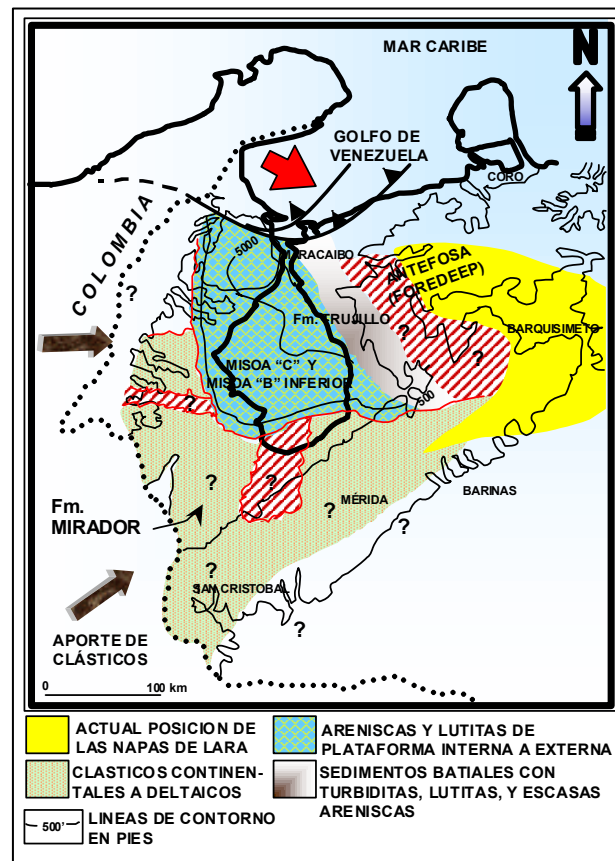 MAR CARIBE
N
GOLFO DE
VENEZUELA
CORO
COLOMBIA
?
5000
MARACAIBO
ANTEFOSA
(FOREDEEP)
Fm. TRUJILLO
?
BARQUISIMETO
MISOA “C” Y
MISOA “B” INFERIOR
?
?
500
?
?
?
MÉRIDA
BARINAS
Fm.
MIRADOR
?
?
?
SAN CRISTOBAL
?
APORTE DE
CLÁSTICOS
0
100 km
ACTUAL POSICION DE
LAS NAPAS DE LARA
ARENISCAS Y LUTITAS DE
PLATAFORMA INTERNA A EXTERNA
CLASTICOS CONTINEN-
TALES A DELTAICOS
SEDIMENTOS BATIALES CON
TURBIDITAS, LUTITAS, Y ESCASAS
ARENISCAS
500’
LINEAS DE CONTORNO
EN PIES